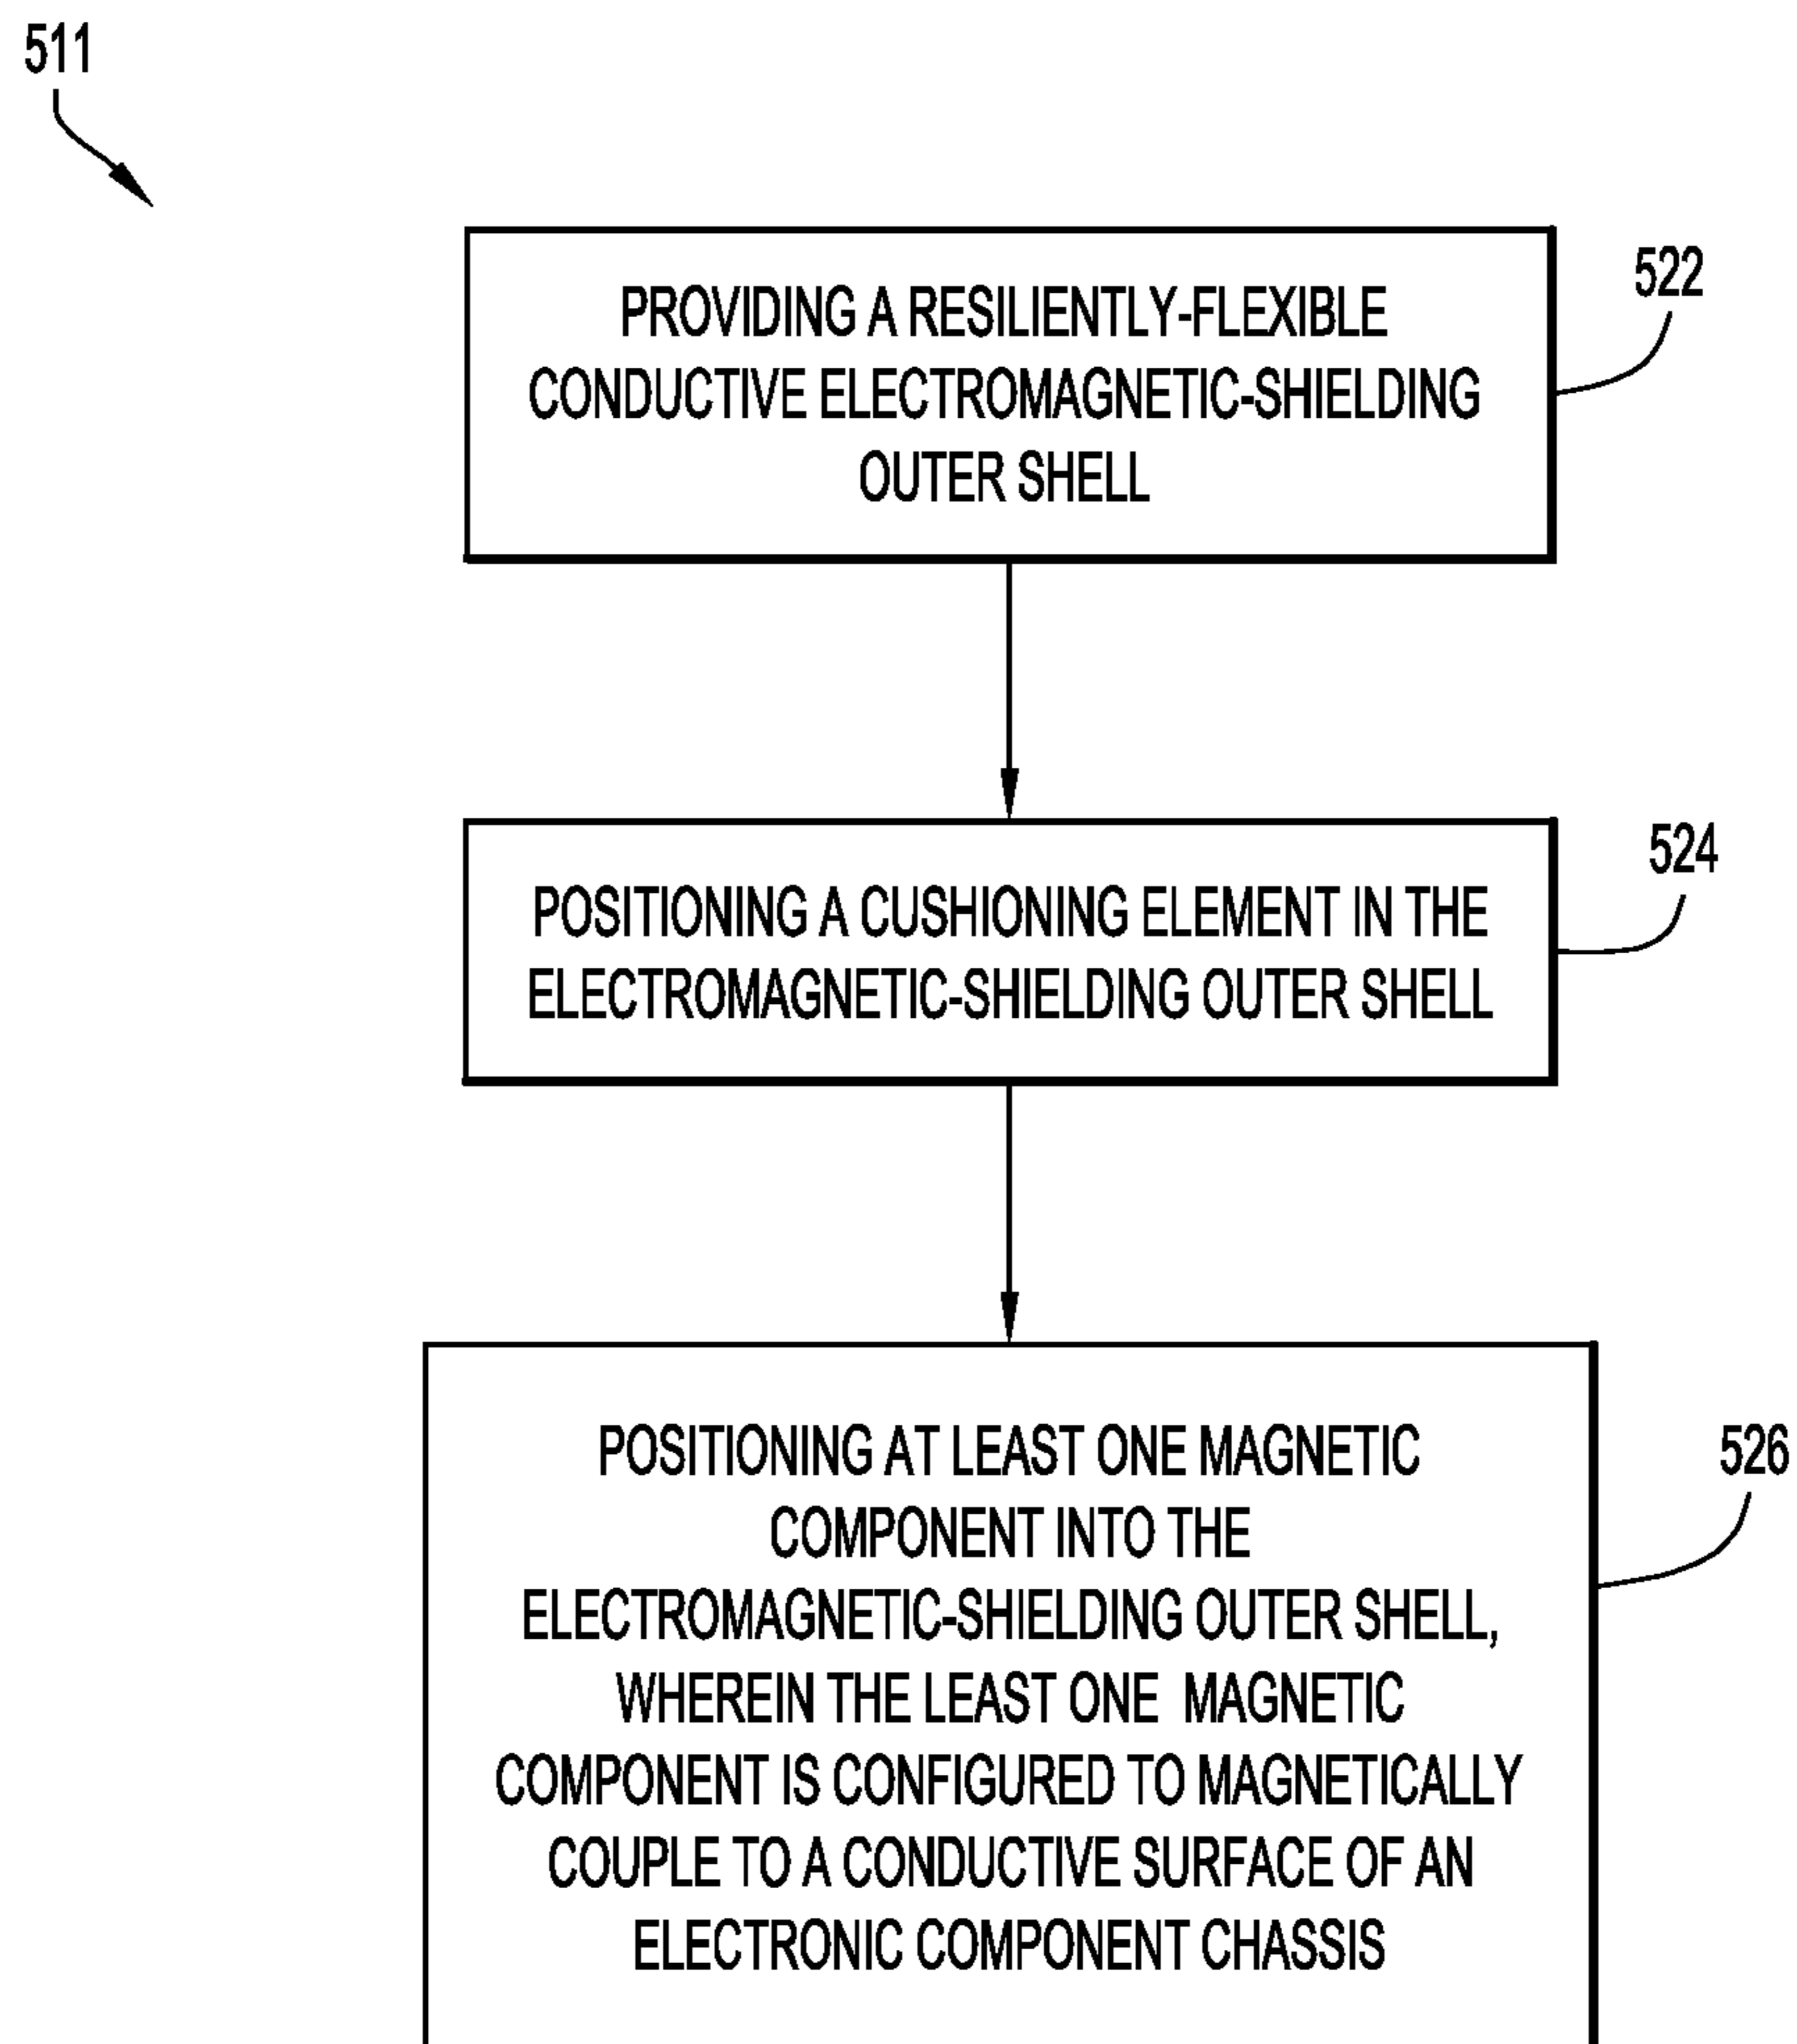 511
PROVIDING A RESILIENTLY-FLEXIBLE
CONDUCTIVE ELECTROMAGNETIC-SHIELDING
OUTER SHELL
522
POSITIONING A CUSHIONING ELEMENT IN THE
ELECTROMAGNETIC-SHIELDING OUTER SHELL
524
POSITIONING AT LEAST ONE MAGNETIC
COMPONENT INTO THE
ELECTROMAGNETIC-SHIELDING OUTER SHELL,
WHEREIN THE LEAST ONE MAGNETIC
COMPONENT IS CONFIGURED TO MAGNETICALLY
COUPLE TO A CONDUCTIVE SURFACE OF AN
ELECTRONIC COMPONENT CHASSIS
526